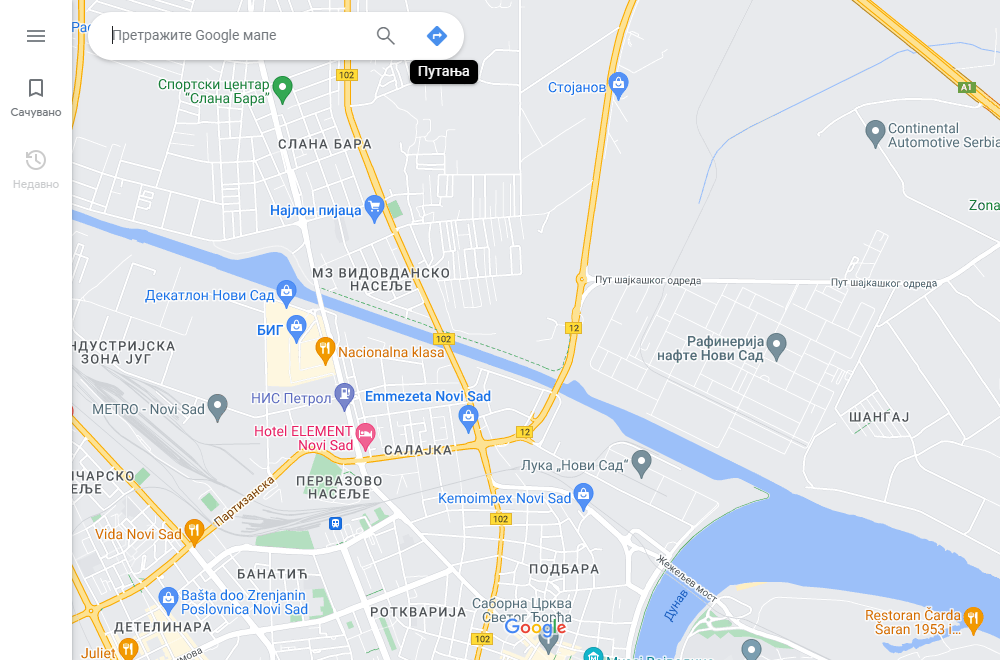 Претражите Google мапе
Путања
Сачувано
Недавно
Спортски центар
"Слана Бара"
102
Стојанов
A1
СЛАНА БАРА
Continental
Automotive Serbia
Најлон пијаца
Zona
МЗ ВИДОВДАНСКО
НАСЕЉЕ
Пут шајкашког одреда
Пут шајкашког одреда
Декатлон Нови Сад
БИГ
12
102
НДУСТРИЈСКА
ЗОНА ЈУГ
Nacionalna klasa
Рафинерија
нафте Нови Сад
НИС Петрол
Emmezeta Novi Sad
METRO - Novi Sad
ШАНГАЈ
Hotel ELEMENT
Novi Sad
12
САЛАЈКА
Лука „Нови Сад“
НЧАРСКО
ЕЉЕ
ПЕРВАЗОВО
НАСЕЉЕ
Партизанска
Kemoimpex Novi Sad
102
Vida Novi Sad
Жежељев мост
БАНАТИЋ
ПОДБАРА
Bašta doo Zrenjanin
Poslovnica Novi Sad
РОТКВАРИЈА
Саборна Црква
Светог Ђорђа
Дунав
Restoran Čarda
Šaran 1953 i...
ДЕТЕЛИНАРА
Google
102
Juliet